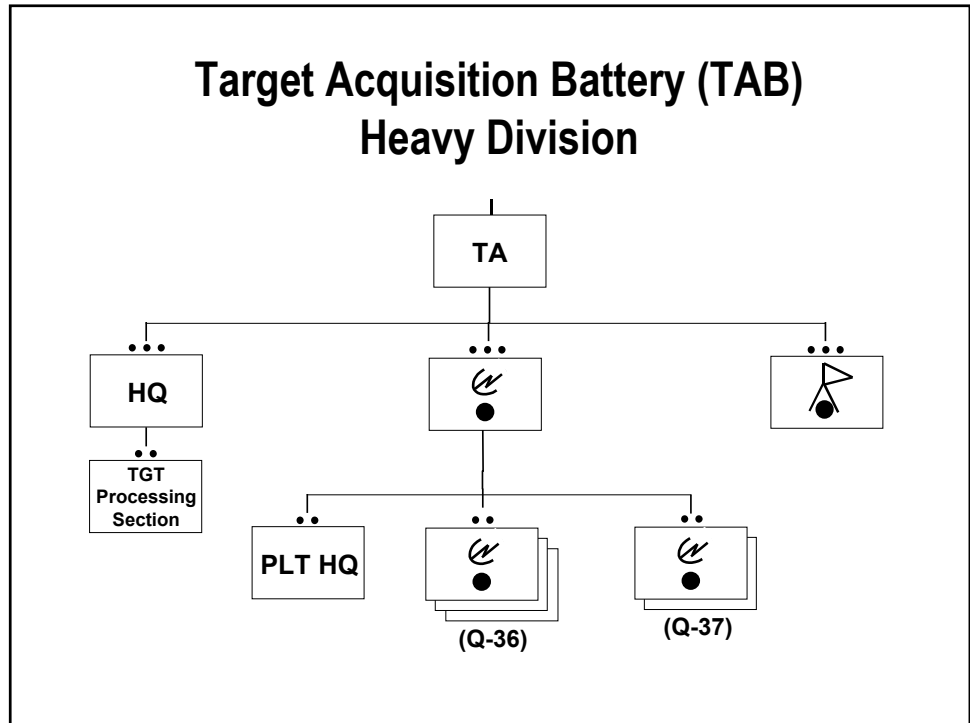 Target Acquisition Battery (TAB)
Heavy Division
TA
HQ
TGT
Processing
Section
PLT HQ
(Q-36)
(Q-37)